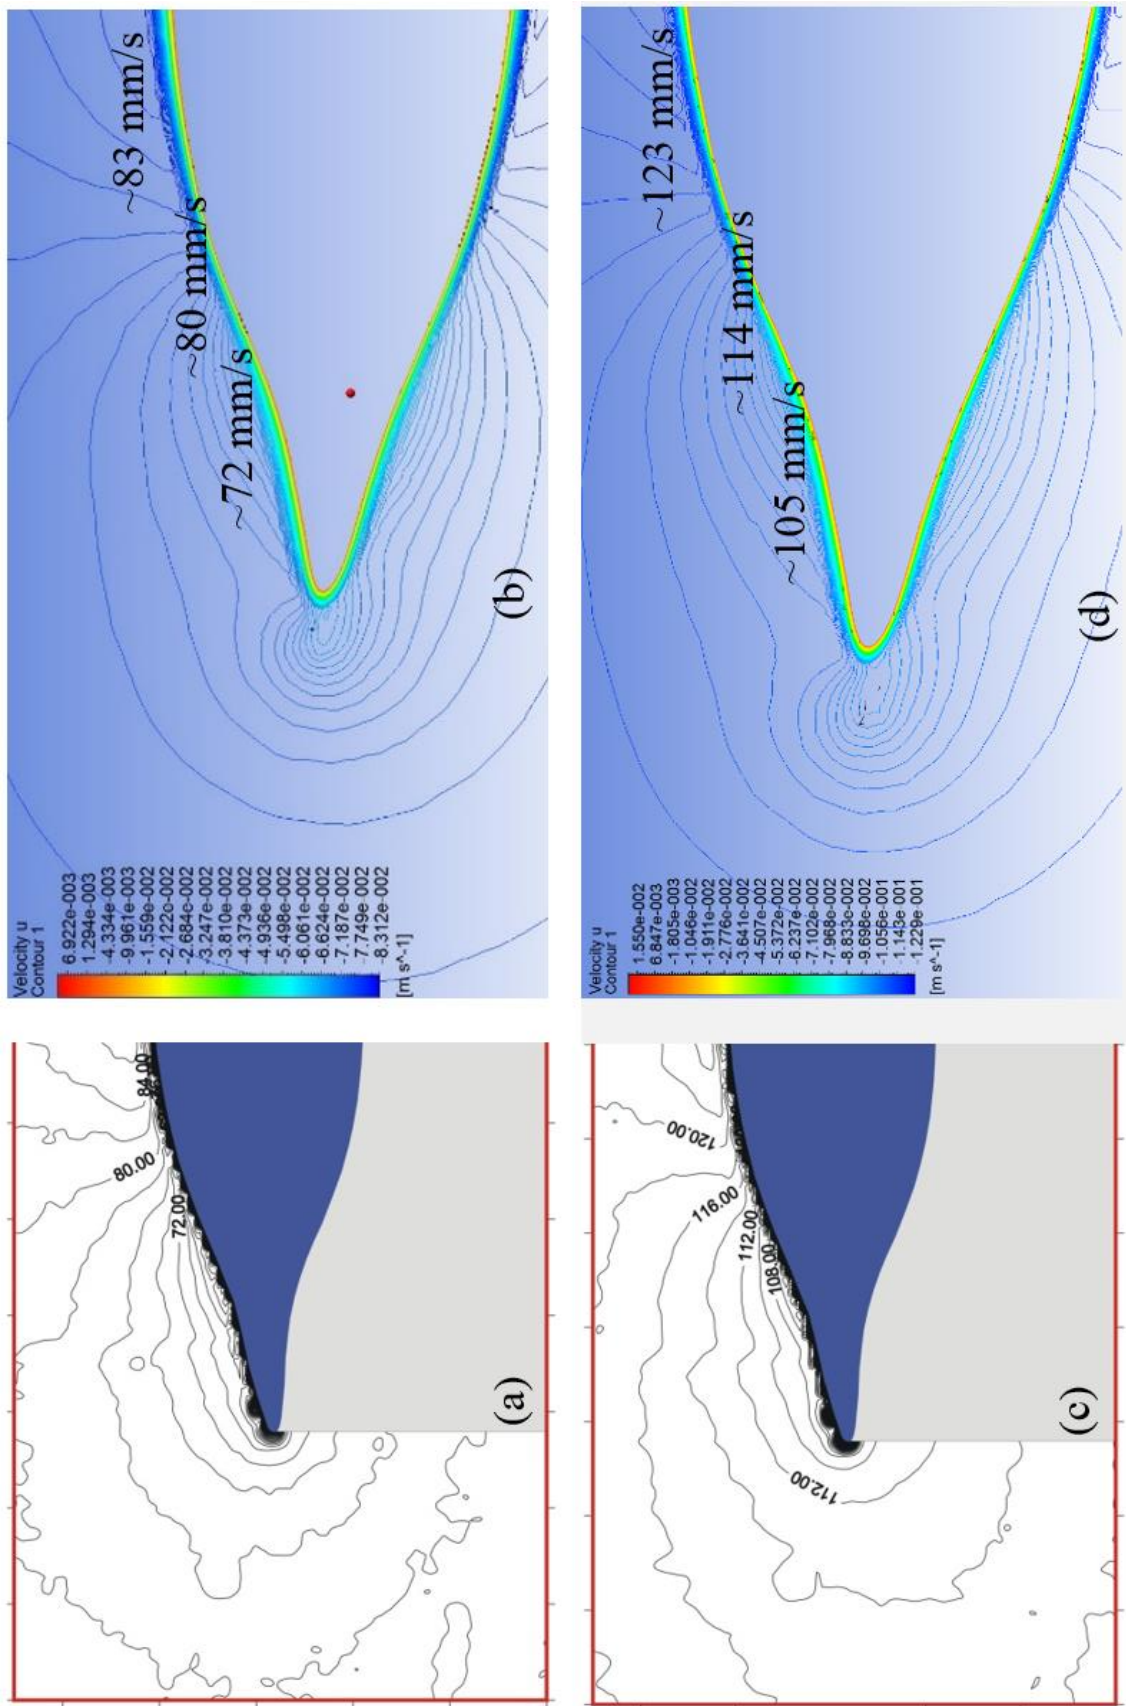 Velocity u
Contour 1
6.922e-003
1.294e-003
-4.334e-003
-9.961e-003
-1.559e-002
-2.122e-002
-2.684e-002
-3.247e-002
-3.810e-002
-4.373e-002
-4.936e-002
-5.498e-002
-6.061e-002
-6.624e-002
-7.187e-002
-7.749e-002
-8.312e-002
[m s^-1]
~83 mm/s
~80 mm/s
~72 mm/s
(b)
Velocity u
Contour 1
1.550e-002
6.847e-003
-1.805e-003
-1.046e-002
-1.911e-002
-2.776e-002
-3.641e-002
-4.507e-002
-5.372e-002
-6.237e-002
-7.102e-002
-7.968e-002
-8.833e-002
-9.698e-002
-1.056e-001
-1.143e-001
-1.229e-001
[m s^-1]
~123 mm/s
~114 mm/s
~105 mm/s
(d)
84.00
80.00
72.00
(a)
120.00
116.00
112.00
108.00
112.00
(c)